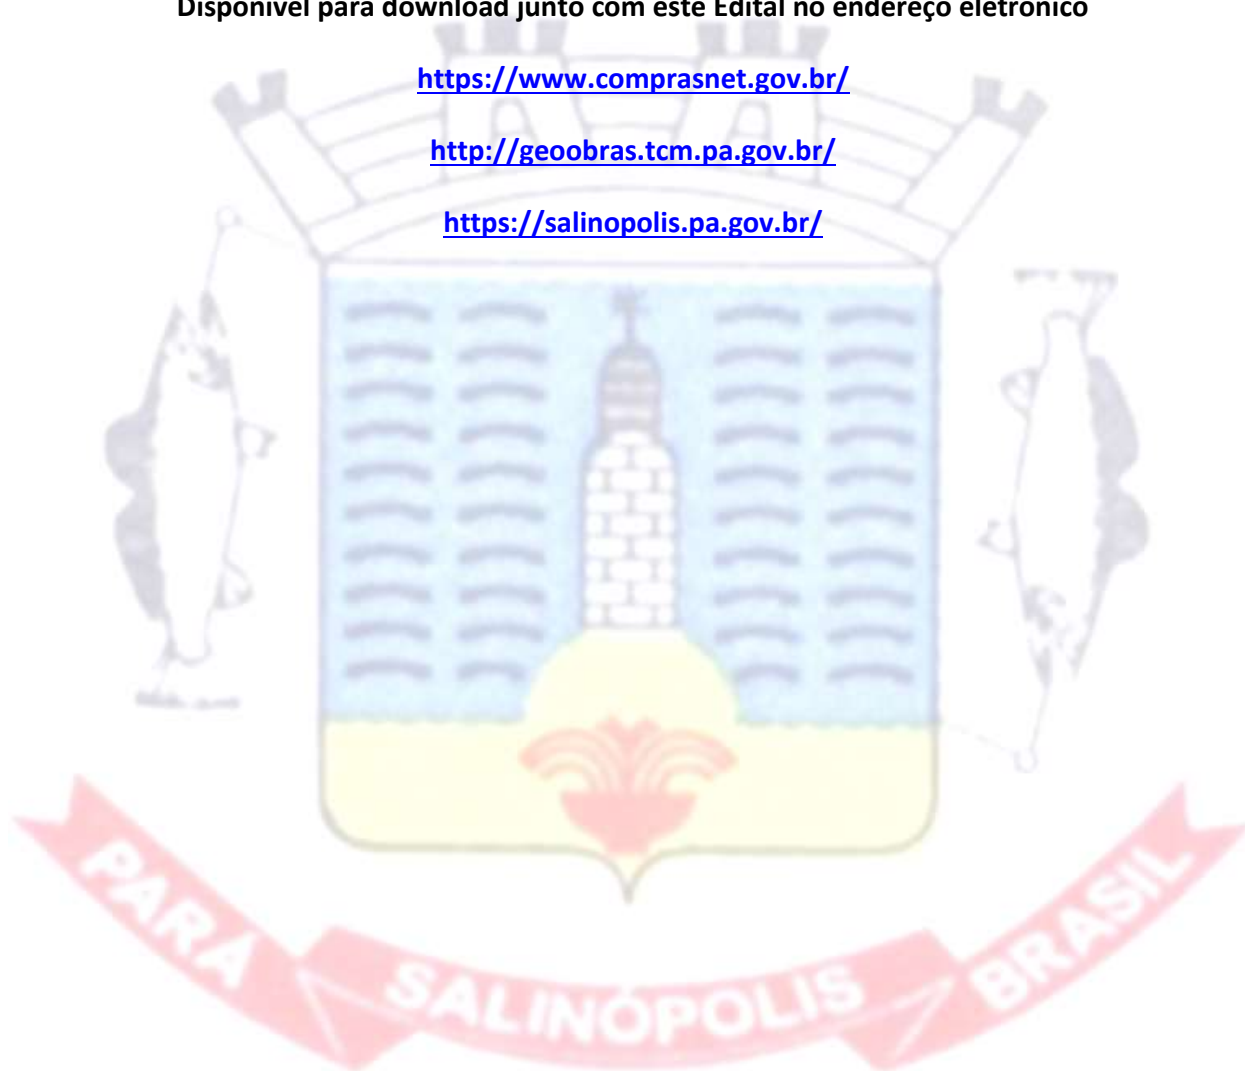 Disponível para download junto com este Edital no endereço eletrônico
https://www.comprasnet.gov.br/
http://geoobras.tcm.pa.gov.br/
https://salinopolis.pa.gov.br/
PARÁ
SALINÓPOLIS
BRASIL